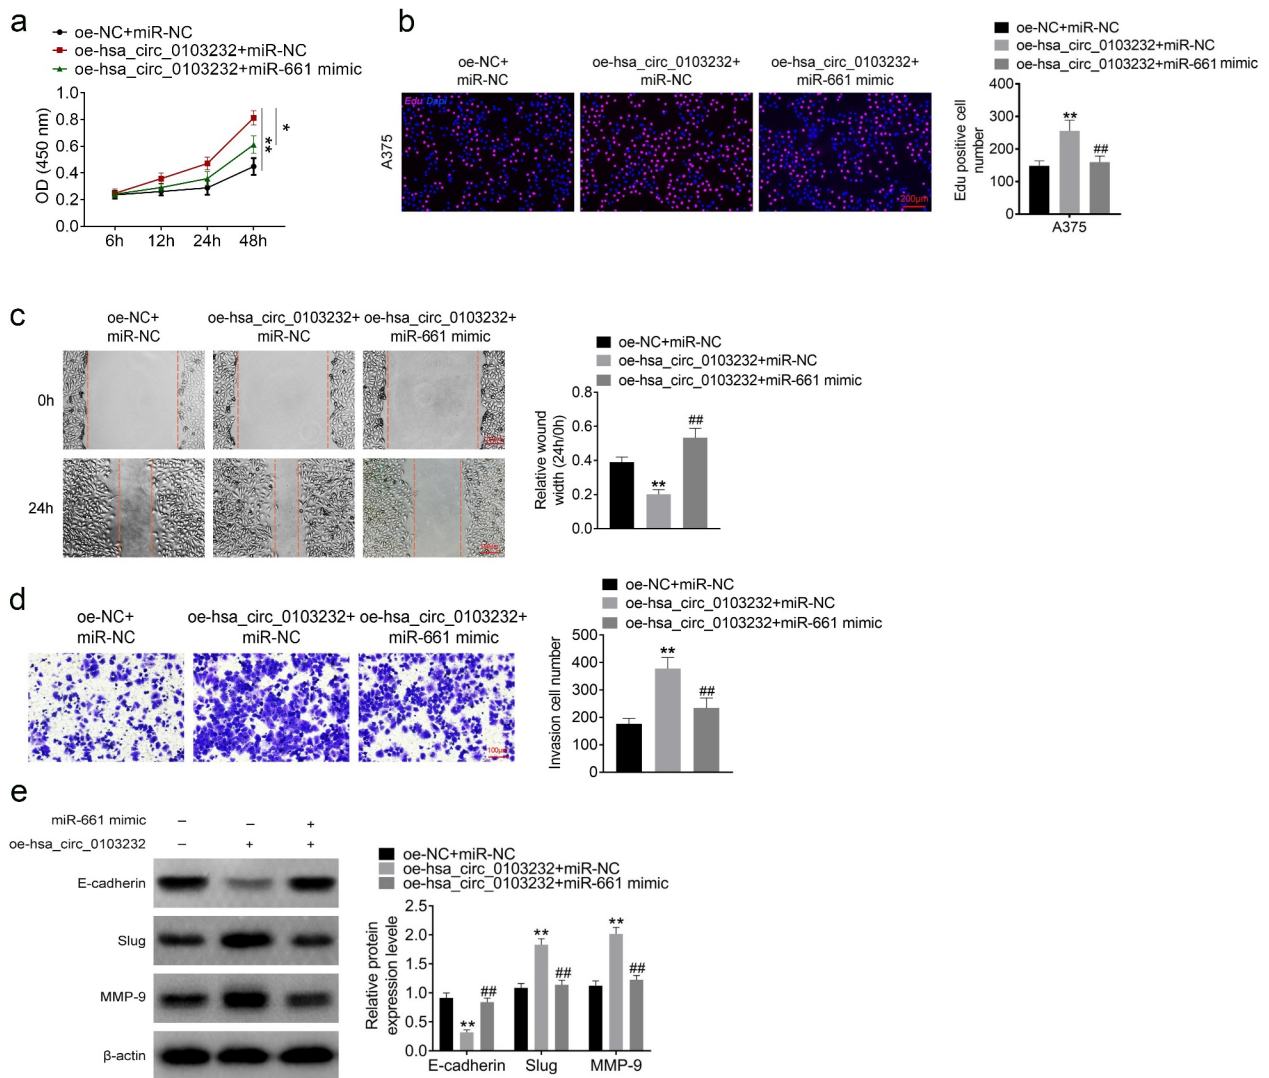 a
oe-NC+miR-NC
oe-hsa_circ_0103232+miR-NC
oe-hsa_circ_0103232+miR-661 mimic
OD (450 nm)
1.0
0.8
0.6
0.4
0.2
0.0
6h 12h 24h 48h
*
**
b
oe-NC+
miR-NC
oe-hsa_circ_0103232+
miR-NC
oe-hsa_circ_0103232+
miR-661 mimic
A375
Edu Dapi
200μm
oe-NC+miR-NC
oe-hsa_circ_0103232+miR-NC
oe-hsa_circ_0103232+miR-661 mimic
Edu positive cell
number
400
300
200
100
0
**
##
A375
c
oe-NC+
miR-NC
oe-hsa_circ_0103232+
miR-NC
oe-hsa_circ_0103232+
miR-661 mimic
0h
24h
oe-NC+miR-NC
oe-hsa_circ_0103232+miR-NC
oe-hsa_circ_0103232+miR-661 mimic
Relative wound
width (24h/0h)
0.8
0.6
0.4
0.2
0.0
**
##
d
oe-NC+
miR-NC
oe-hsa_circ_0103232+
miR-NC
oe-hsa_circ_0103232+
miR-661 mimic
100μm
oe-NC+miR-NC
oe-hsa_circ_0103232+miR-NC
oe-hsa_circ_0103232+miR-661 mimic
Invasion cell number
500
400
300
200
100
0
**
##
e
miR-661 mimic − − +
oe-hsa_circ_0103232 − + +
E-cadherin
Slug
MMP-9
β-actin
oe-NC+miR-NC
oe-hsa_circ_0103232+miR-NC
oe-hsa_circ_0103232+miR-661 mimic
Relative protein
expression levele
2.5
2.0
1.5
1.0
0.5
0.0
** ##
** ##
** ##
E-cadherin Slug MMP-9